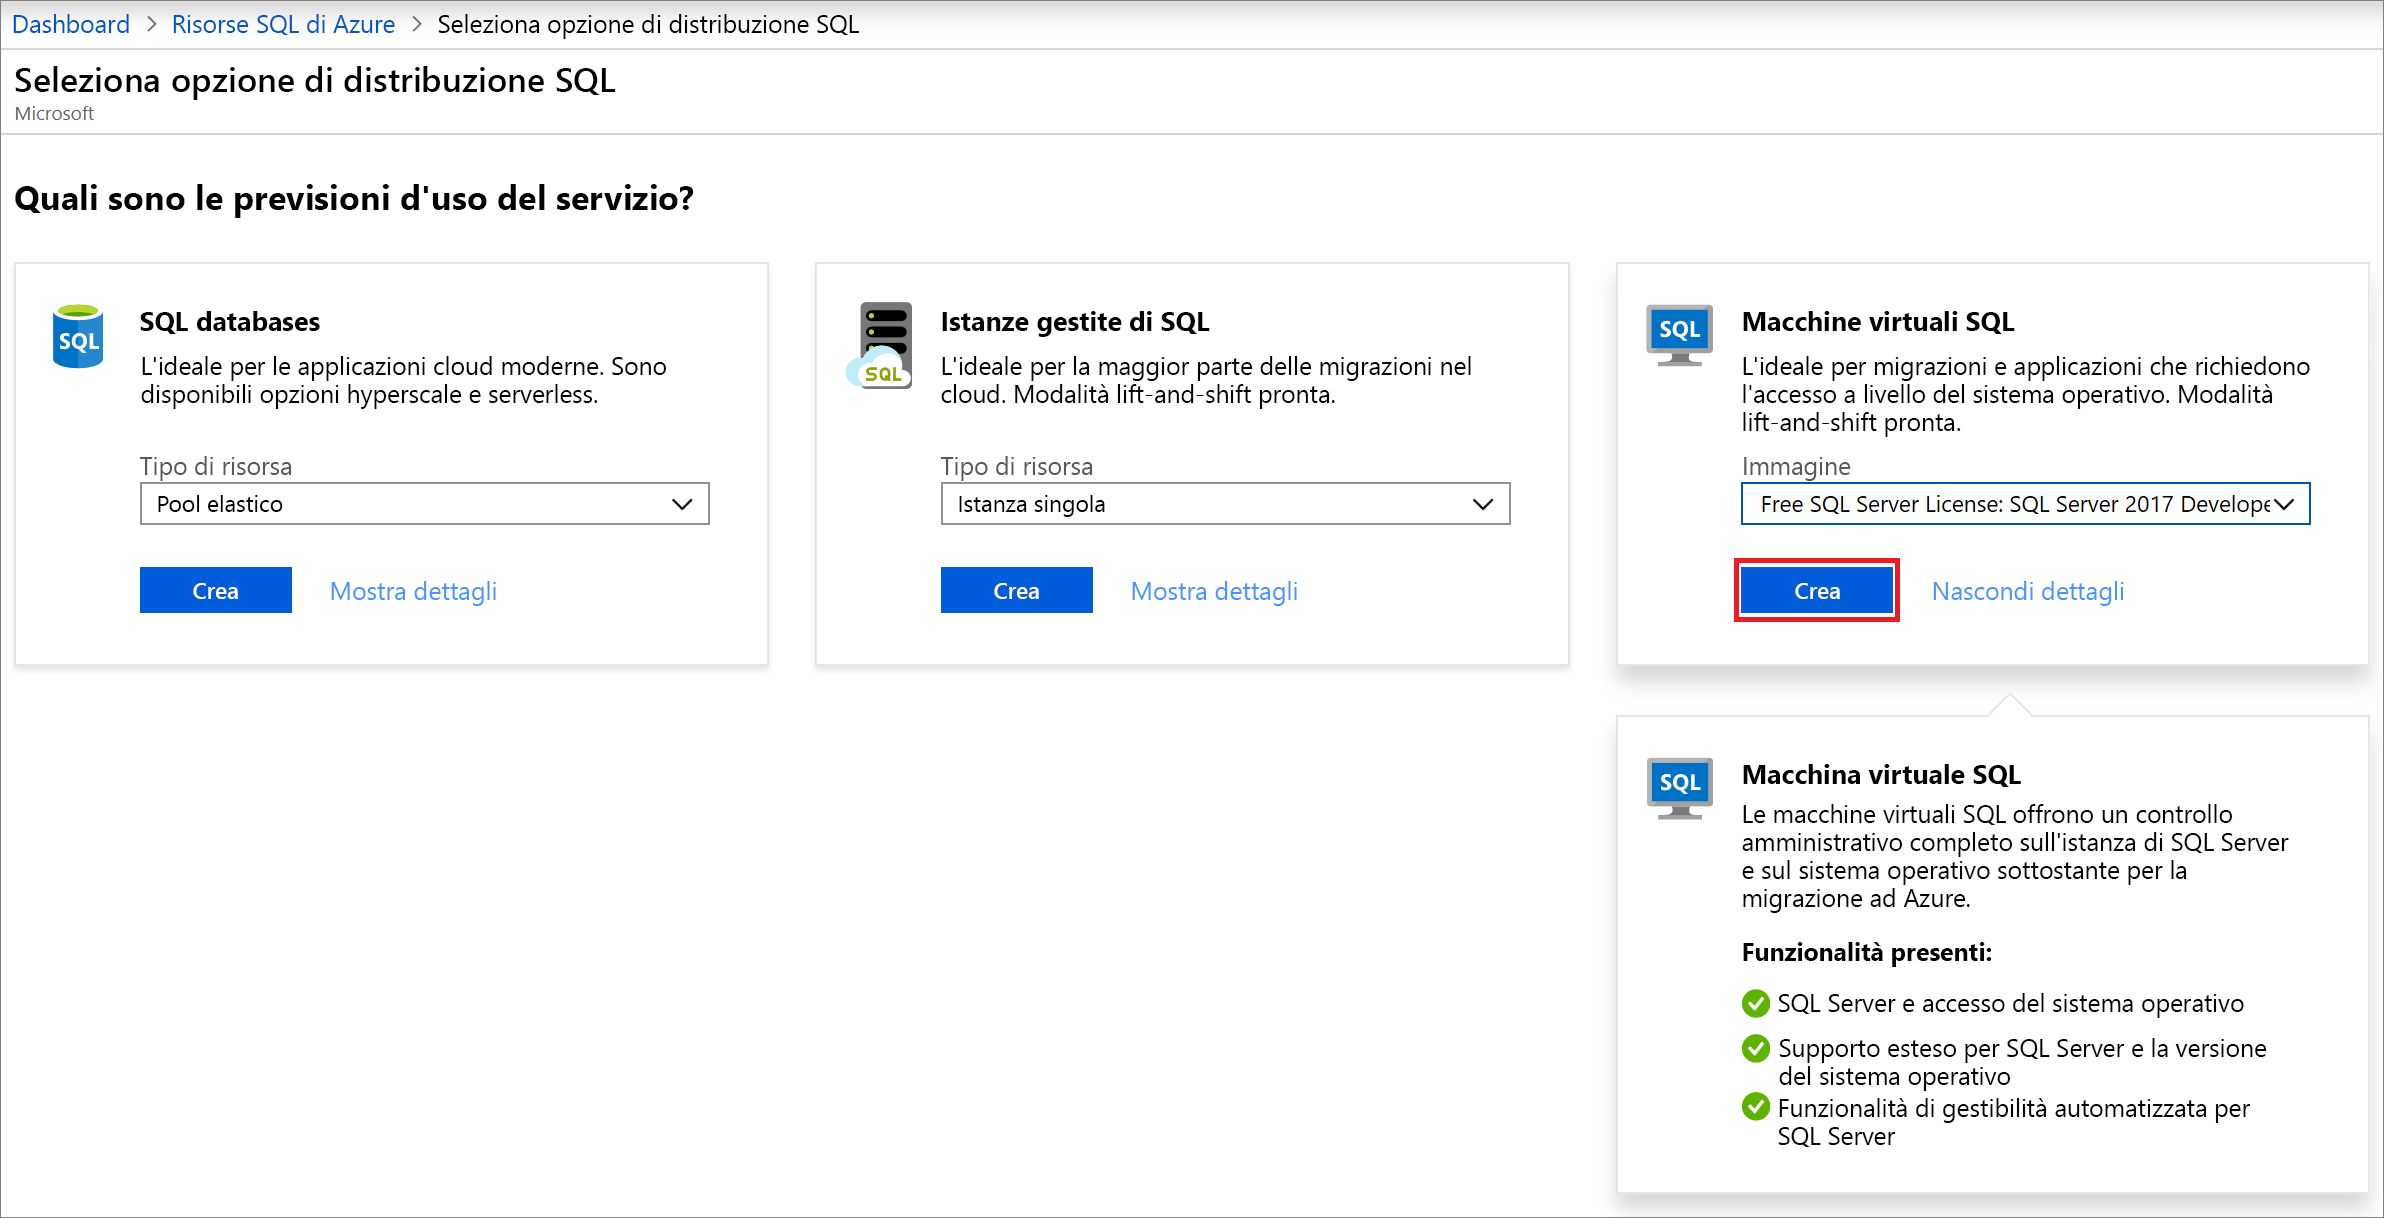 Dashboard > Risorse SQL di Azure > Seleziona opzione di distribuzione SQL
Seleziona opzione di distribuzione SQL
Microsoft
Quali sono le previsioni d'uso del servizio?
SQL
SQL databases
L'ideale per le applicazioni cloud moderne. Sono
disponibili opzioni hyperscale e serverless.
Tipo di risorsa
Pool elastico
Crea
Mostra dettagli
SQL
Istanze gestite di SQL
L'ideale per la maggior parte delle migrazioni nel
cloud. Modalità lift-and-shift pronta.
Tipo di risorsa
Istanza singola
Crea
Mostra dettagli
SQL
Macchine virtuali SQL
L'ideale per migrazioni e applicazioni che richiedono
l'accesso a livello del sistema operativo. Modalità
lift-and-shift pronta.
Immagine
Free SQL Server License: SQL Server 2017 Develope
Crea
Nascondi dettagli
SQL
Macchina virtuale SQL
Le macchine virtuali SQL offrono un controllo
amministrativo completo sull'istanza di SQL Server
e sul sistema operativo sottostante per la
migrazione ad Azure.
Funzionalità presenti:
SQL Server e accesso del sistema operativo
Supporto esteso per SQL Server e la versione
del sistema operativo
Funzionalità di gestibilità automatizzata per
SQL Server